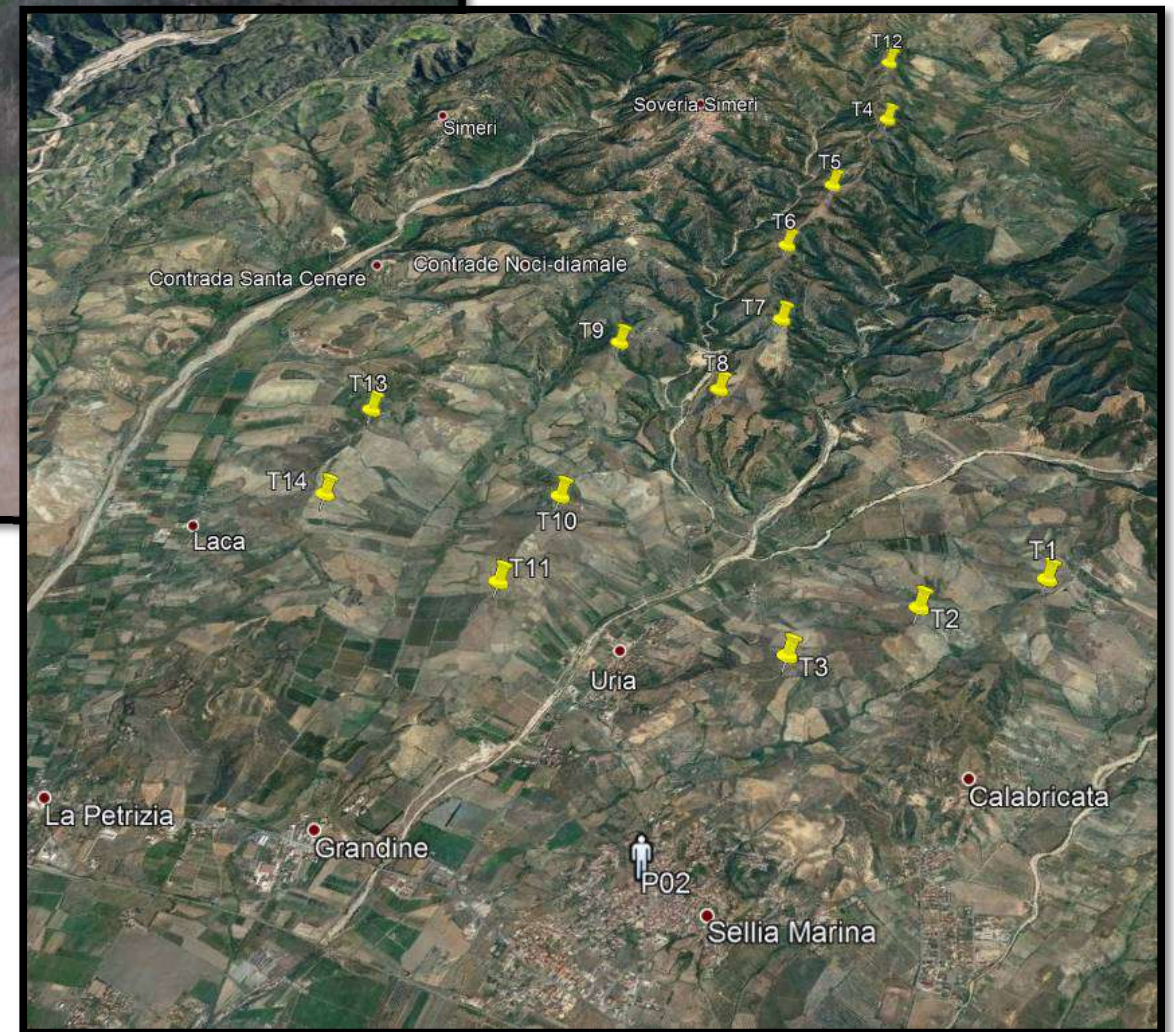 T12
Soveria Simeri
T4
Simeri
T5
T6
Contrada Santa Cenere
Contrade Noci-diamale
T7
T9
T8
T13
T14
T10
Laca
T11
T1
T2
T3
Uria
Calabricata
La Petrizia
Grandine
P02
Sellia Marina